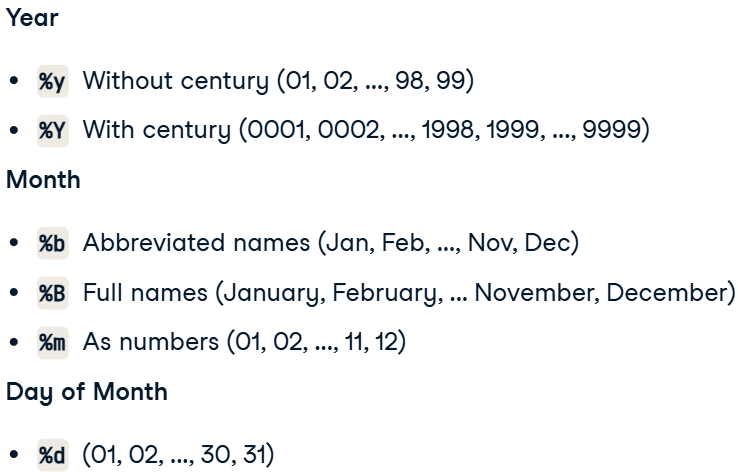 Year
• %y Without century (01, 02, ..., 98, 99)
• %Y With century (0001, 0002, ..., 1998, 1999, ..., 9999)
Month
• %b Abbreviated names (Jan, Feb, ..., Nov, Dec)
• %B Full names (January, February, ... November, December)
• %m As numbers (01, 02, ..., 11, 12)
Day of Month
• %d (01, 02, ..., 30, 31)